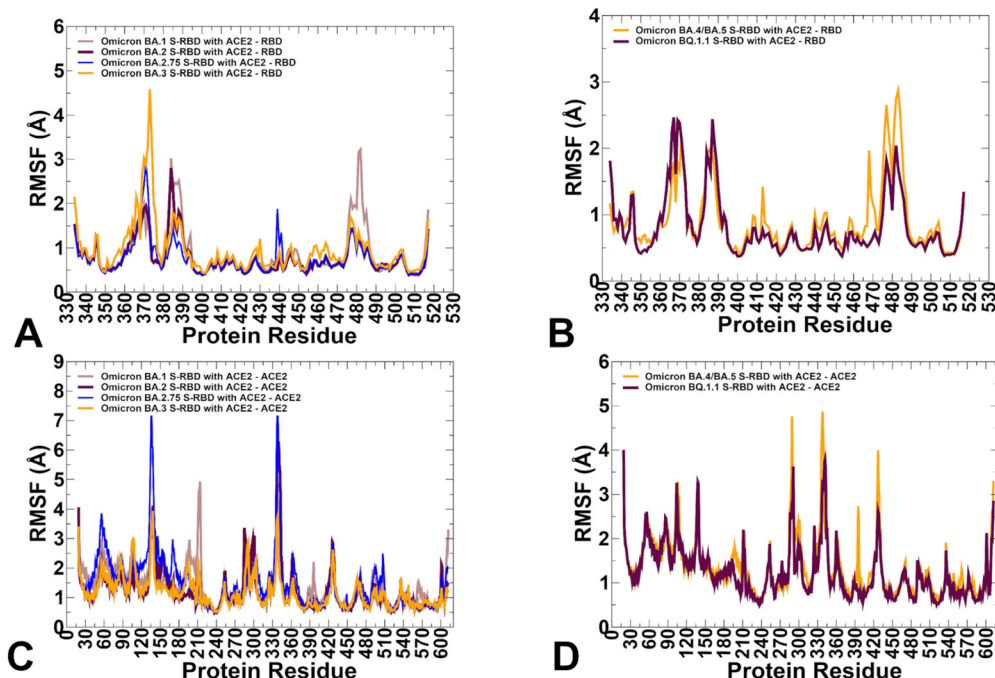 Omicron BA.1 S-RBD with ACE2 - RBD
Omicron BA.2 S-RBD with ACE2 - RBD
Omicron BA.2.75 S-RBD with ACE2 - RBD
Omicron BA.3 S-RBD with ACE2 - RBD
RMSF (Å)
6
5
4
3
2
1
0
330 340 350 360 370 380 390 400 410 420 430 440 450 460 470 480 490 500 510 520 530
Protein Residue
A
Omicron BA.4/BA.5 S-RBD with ACE2 - RBD
Omicron BQ.1.1 S-RBD with ACE2 - RBD
RMSF (Å)
4
3
2
1
0
330 340 350 360 370 380 390 400 410 420 430 440 450 460 470 480 490 500 510 520 530
Protein Residue
B
Omicron BA.1 S-RBD with ACE2 - ACE2
Omicron BA.2 S-RBD with ACE2 - ACE2
Omicron BA.2.75 S-RBD with ACE2 - ACE2
Omicron BA.3 S-RBD with ACE2 - ACE2
RMSF (Å)
9
8
7
6
5
4
3
2
1
0
0 30 60 90 120 150 180 210 240 270 300 330 360 390 420 450 480 510 540 570 600
Protein Residue
C
Omicron BA.4/BA.5 S-RBD with ACE2 - ACE2
Omicron BQ.1.1 S-RBD with ACE2 - ACE2
RMSF (Å)
6
5
4
3
2
1
0
0 30 60 90 120 150 180 210 240 270 300 330 360 390 420 450 480 510 540 570 600
Protein Residue
D